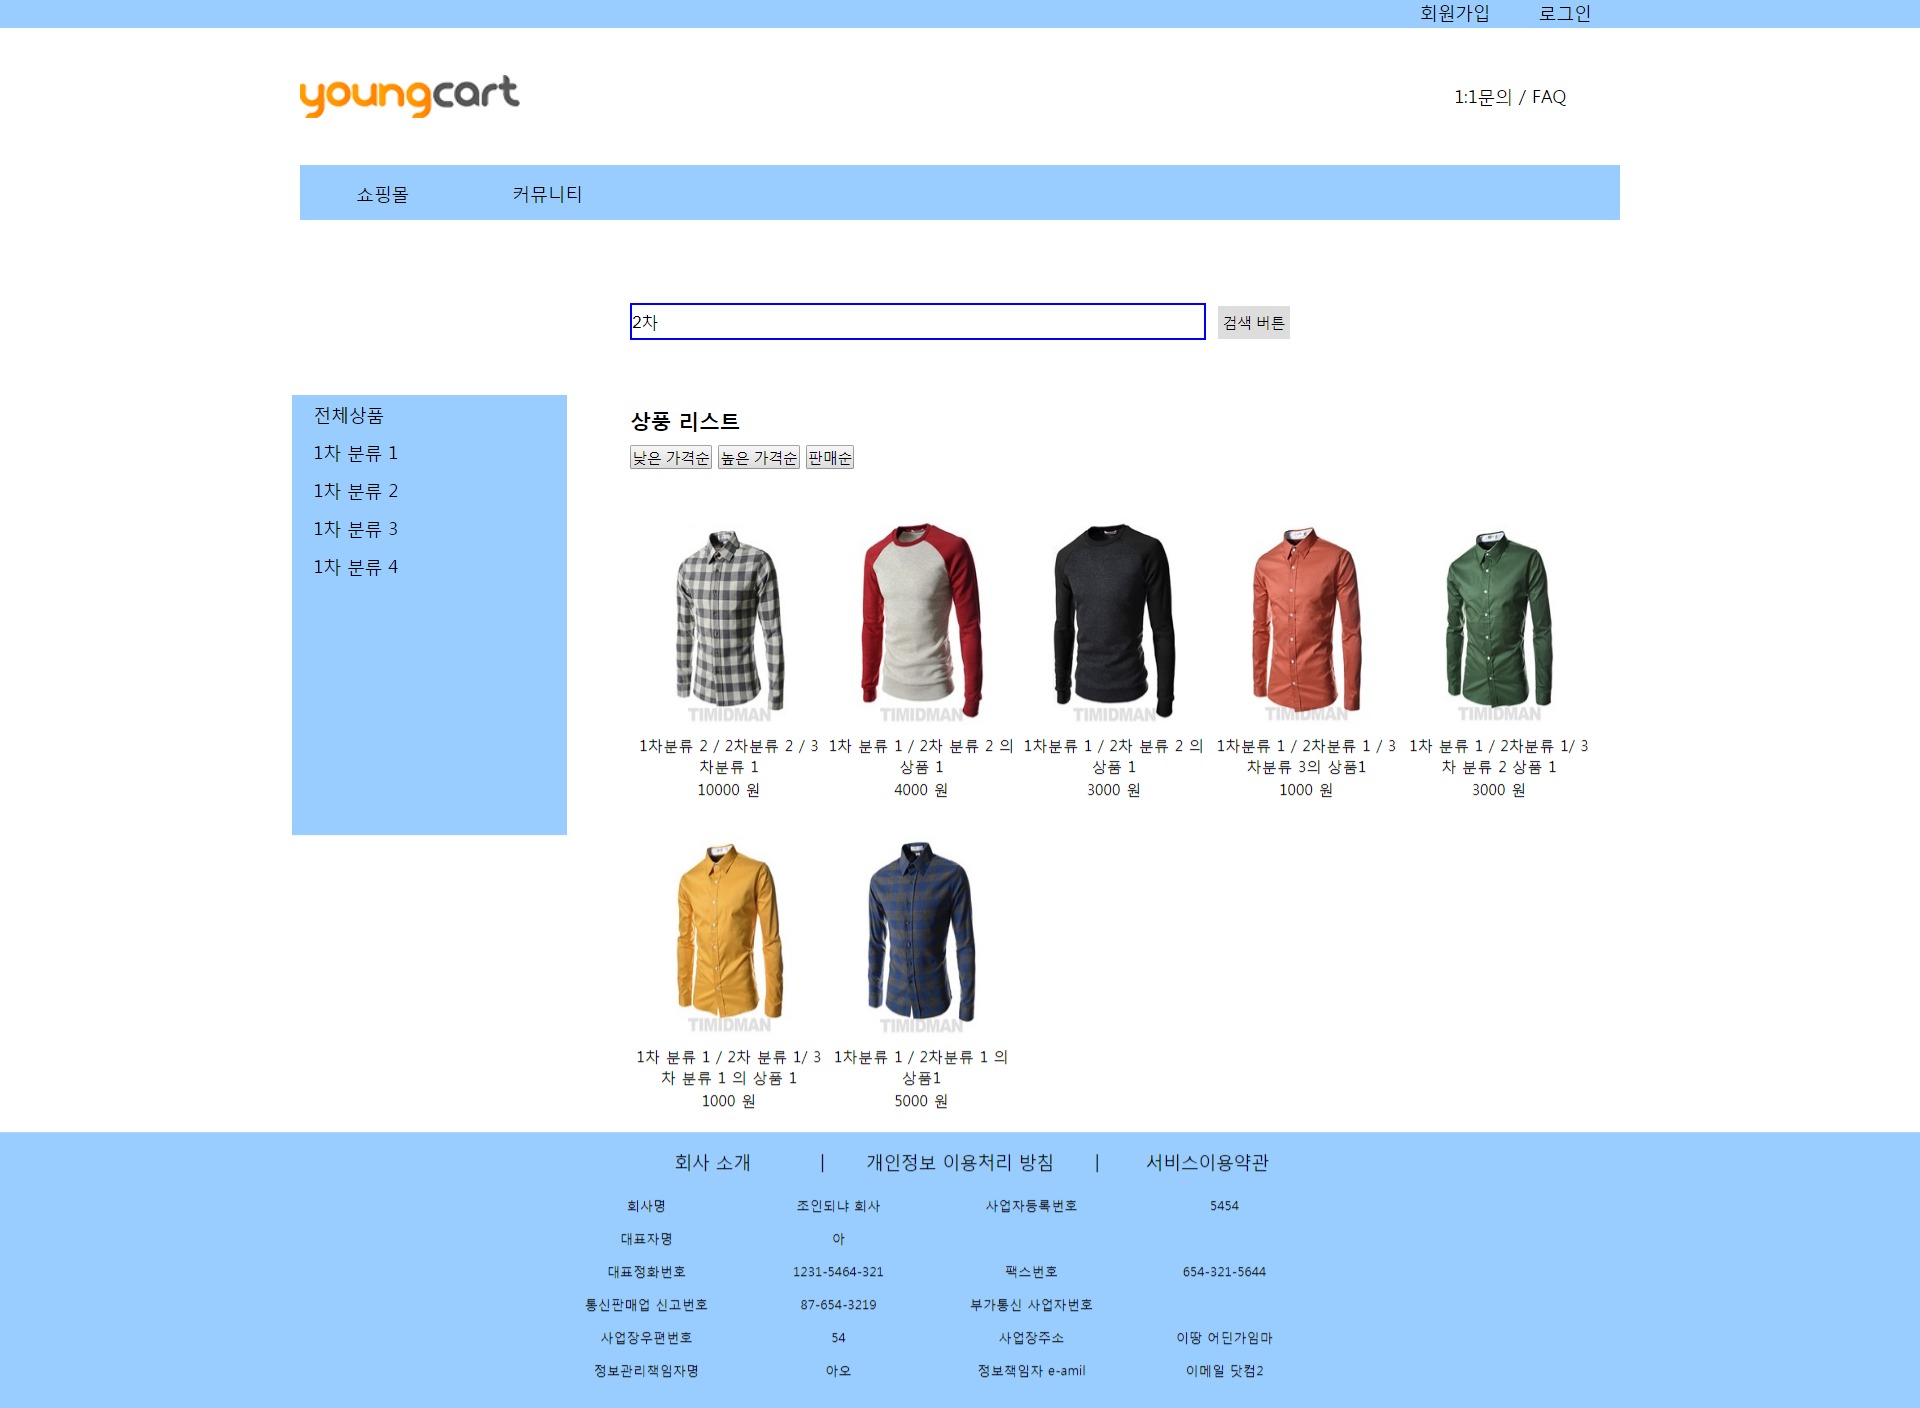 회원가입 로그인
youngcart
1:1문의 / FAQ
쇼핑몰 커뮤니티
2차 검색 버튼
전체상품
1차 분류 1
1차 분류 2
1차 분류 3
1차 분류 4
상풍 리스트
낮은 가격순 높은 가격순 판매순
TIMIDMAN TIMIDMAN TIMIDMAN TIMIDMAN TIMIDMAN
1차분류 2 / 2차분류 2 / 3 1차 분류 1 / 2차 분류 2 의 1차분류 1 / 2차 분류 2 의 1차분류 1 / 2차분류 1 / 3 1차 분류 1 / 2차분류 1/ 3
차분류 1 상품 1 상품 1 차분류 3의 상품1 차 분류 2 상품 1
10000 원 4000 원 3000 원 1000 원 3000 원
TIMIDMAN TIMIDMAN
1차 분류 1 / 2차 분류 1/ 3 1차분류 1 / 2차분류 1 의
차 분류 1 의 상품 1 상품1
1000 원 5000 원
회사 소개 | 개인정보 이용처리 방침 | 서비스이용약관
회사명 조인되냐 회사 사업자등록번호 5454
대표자명 아
대표정화번호 1231-5464-321 팩스번호 654-321-5644
통신판매업 신고번호 87-654-3219 부가통신 사업자번호
사업장우편번호 54 사업장주소 이땅 어딘가임마
정보관리책임자명 아오 정보책임자 e-amil 이메일 닷컴2